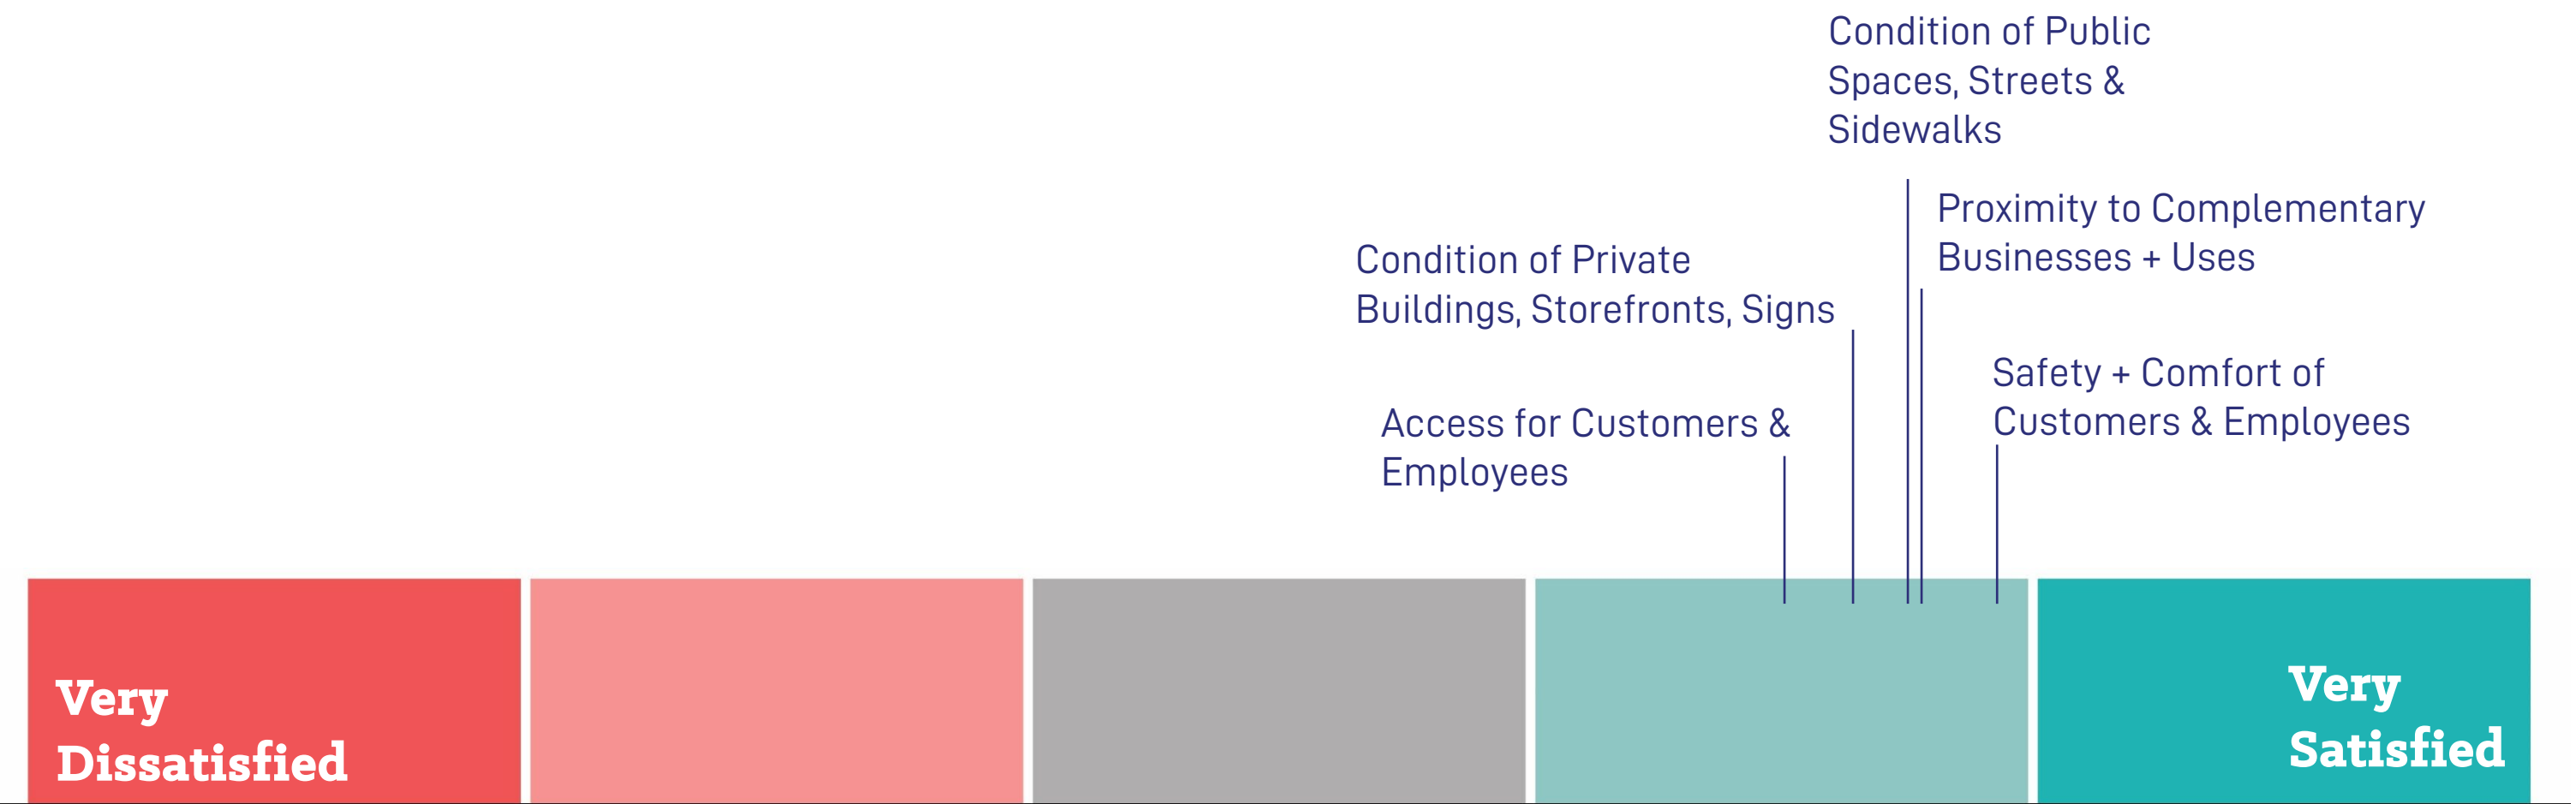 Condition of Public
Spaces, Streets &
Sidewalks
Proximity to Complementary
Businesses + Uses
Condition of Private
Buildings, Storefronts, Signs
Safety + Comfort of
Customers & Employees
Access for Customers &
Employees
Very
Dissatisfied
Very
Satisfied